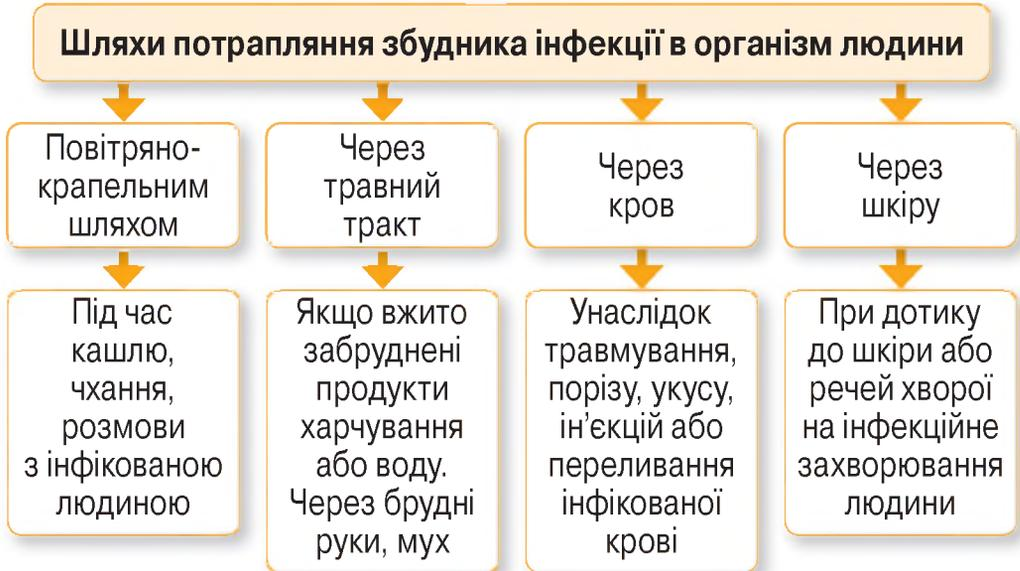 Шляхи потрапляння збудника інфекції в організм людини
Повітряно-
крапельним
шляхом
Через
травний
тракт
Через
кров
Через
шкіру
Під час
кашлю,
чхання,
розмови
з інфікованою
людиною
Якщо вжито
забруднені
продукти
харчування
або воду.
Через брудні
руки, мух
Унаслідок
травмування,
порізу, укусу,
ін’єкцій або
переливання
інфікованої
крові
При дотику
до шкіри або
речей хворої
на інфекційне
захворювання
людини